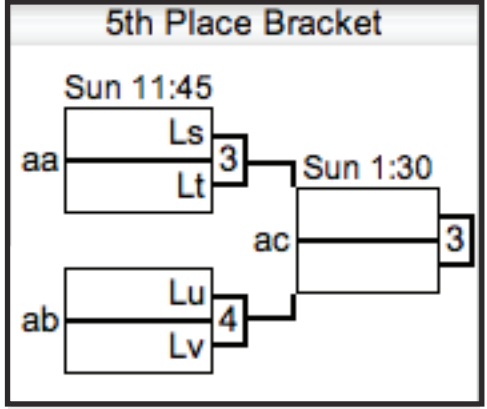 5th Place Bracket
Sun 11:45
Ls
aa 3
Lt
Sun 1:30
ac 3
Lu
ab 4
Lv